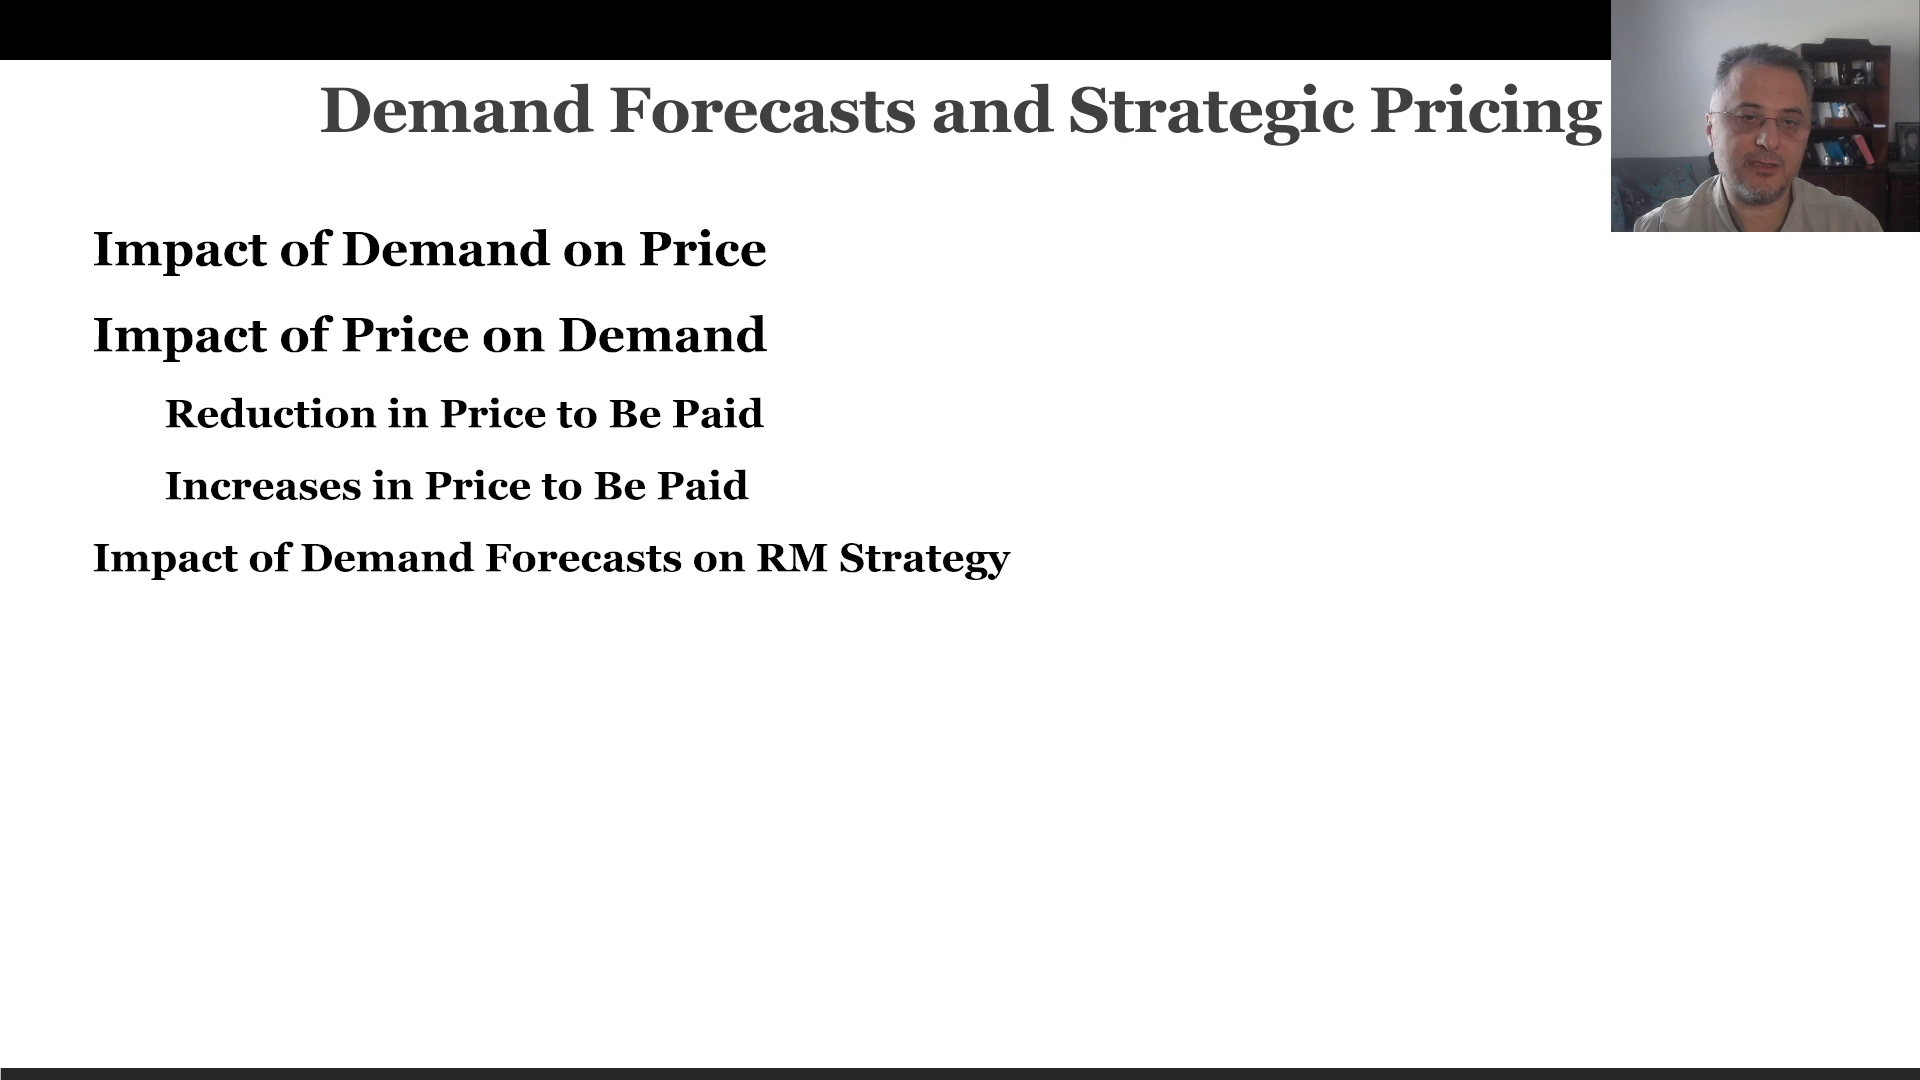 Demand Forecasts and Strategic Pricing
Impact of Demand on Price
Impact of Price on Demand
Reduction in Price to Be Paid
Increases in Price to Be Paid
Impact of Demand Forecasts on RM Strategy